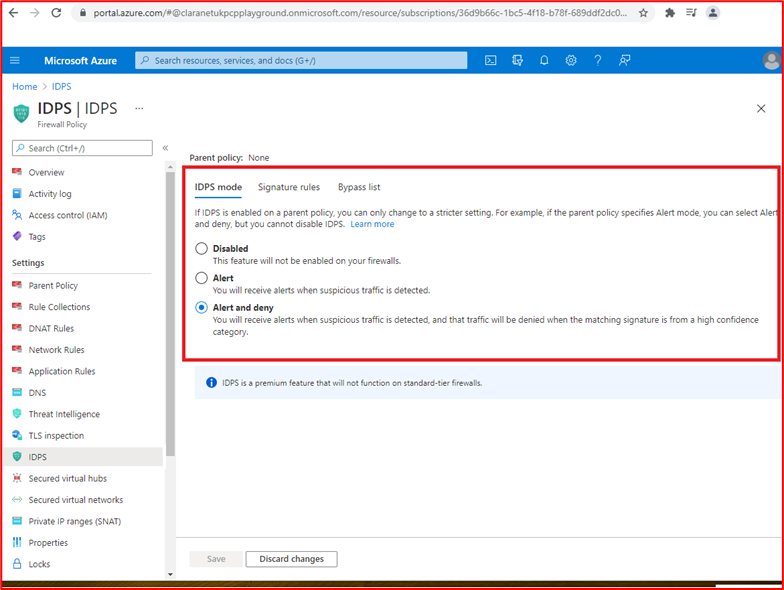 portal.azure.com/#@claranetukpcpplayground.onmicrosoft.com/resource/subscriptions/36d9b66c-1bc5-4f18-b78f-689ddf2dc0...
Microsoft Azure
Search resources, services, and docs (G+/)
Home > IDPS
IDPS | IDPS ...
Firewall Policy
Search (Ctrl+/)
«
Overview
Activity log
Access control (IAM)
Tags
Settings
Parent Policy
Rule Collections
DNAT Rules
Network Rules
Application Rules
DNS
Threat Intelligence
TLS inspection
IDPS
Secured virtual hubs
Secured virtual networks
Private IP ranges (SNAT)
Properties
Locks
Parent policy: None
IDPS mode Signature rules Bypass list
If IDPS is enabled on a parent policy, you can only change to a stricter setting. For example, if the parent policy specifies Alert mode, you can select Alert
and deny, but you cannot disable IDPS. Learn more
Disabled
This feature will not be enabled on your firewalls.
Alert
You will receive alerts when suspicious traffic is detected.
Alert and deny
You will receive alerts when suspicious traffic is detected, and that traffic will be denied when the matching signature is from a high confidence
category.
IDPS is a premium feature that will not function on standard-tier firewalls.
Save Discard changes